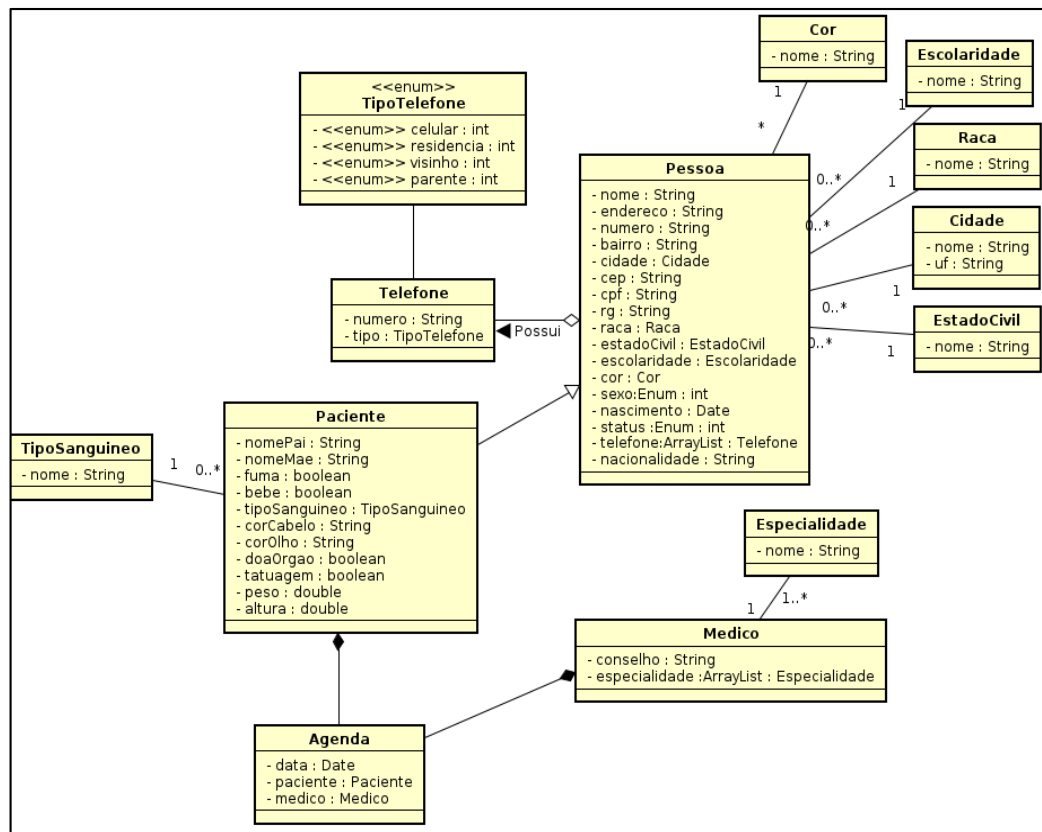 Cor
- nome : String
1
*
Escolaridade
- nome : String
1
0..*
Raca
- nome : String
1
0..*
Cidade
- nome : String
- uf : String
1
0..*
EstadoCivil
- nome : String
1
0..*
<<enum>>
TipoTelefone
- <<enum>> celular : int
- <<enum>> residencia : int
- <<enum>> visinho : int
- <<enum>> parente : int
Pessoa
- nome : String
- endereco : String
- numero : String
- bairro : String
- cidade : Cidade
- cep : String
- cpf : String
- rg : String
- raca : Raca
- estadoCivil : EstadoCivil
- escolaridade : Escolaridade
- cor : Cor
- sexo:Enum : int
- nascimento : Date
- status :Enum : int
- telefone:ArrayList : Telefone
- nacionalidade : String
Telefone
- numero : String
- tipo : TipoTelefone
Possui
Paciente
- nomePai : String
- nomeMae : String
- fuma : boolean
- bebe : boolean
- tipoSanguineo : TipoSanguineo
- corCabelo : String
- corOlho : String
- doaOrgao : boolean
- tatuagem : boolean
- peso : double
- altura : double
TipoSanguineo
- nome : String
1
0..*
Especialidade
- nome : String
1..*
1
Medico
- conselho : String
- especialidade :ArrayList : Especialidade
Agenda
- data : Date
- paciente : Paciente
- medico : Medico